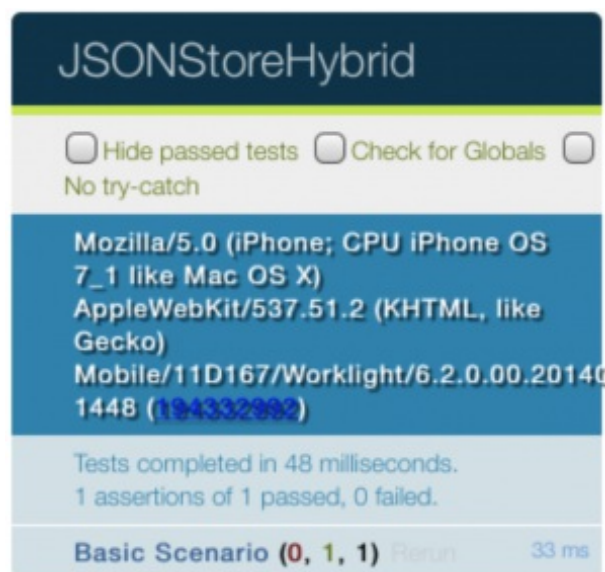 JSONStoreHybrid
Hide passed tests Check for Globals
No try-catch
Mozilla/5.0 (iPhone; CPU iPhone OS
7_1 like Mac OS X)
AppleWebKit/537.51.2 (KHTML, like
Gecko)
Mobile/11D167/Worklight/6.2.0.00.20140
1448 (194332992)
Tests completed in 48 milliseconds.
1 assertions of 1 passed, 0 failed.
Basic Scenario (0, 1, 1) Rerun 33 ms